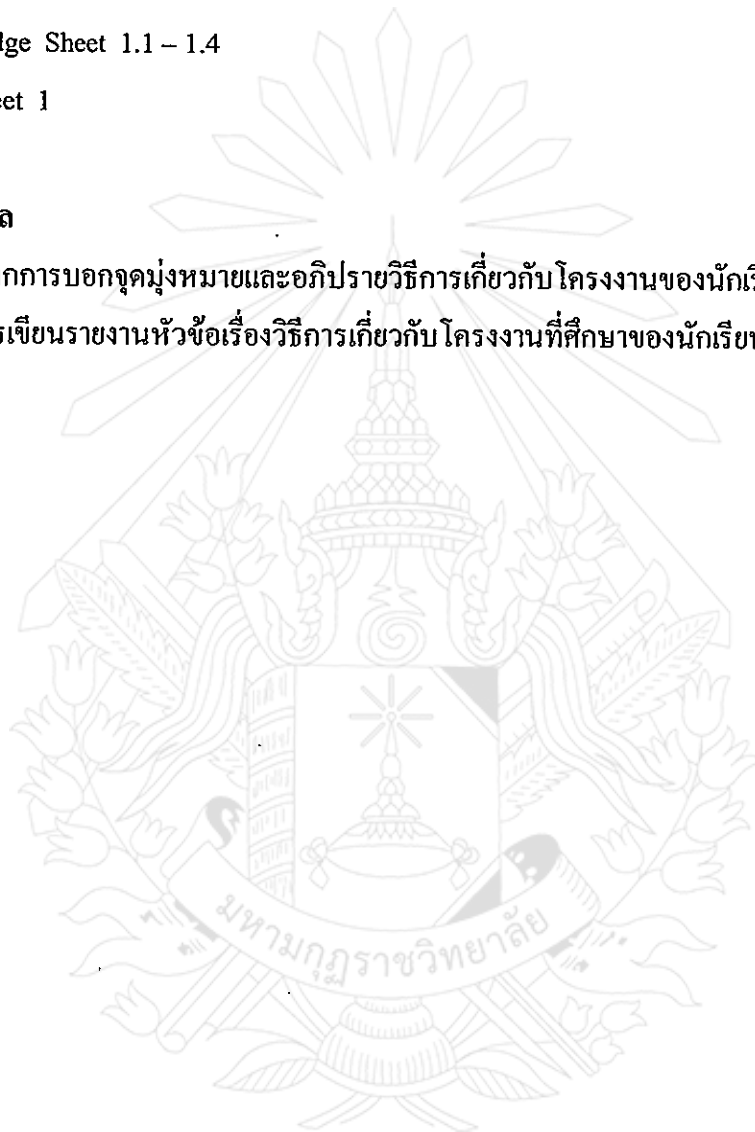 dge Sheet 1.1 – 1.4
eet 1
ล
กการบอกจุดมุ่งหมายและอภิปรายวิธีการเกี่ยวกับโครงงานของนักเรี
รเขียนรายงานหัวข้อเรื่องวิธีการเกี่ยวกับโครงงานที่ศึกษาของนักเรียน
มหามกุฏราชวิทยาลัย